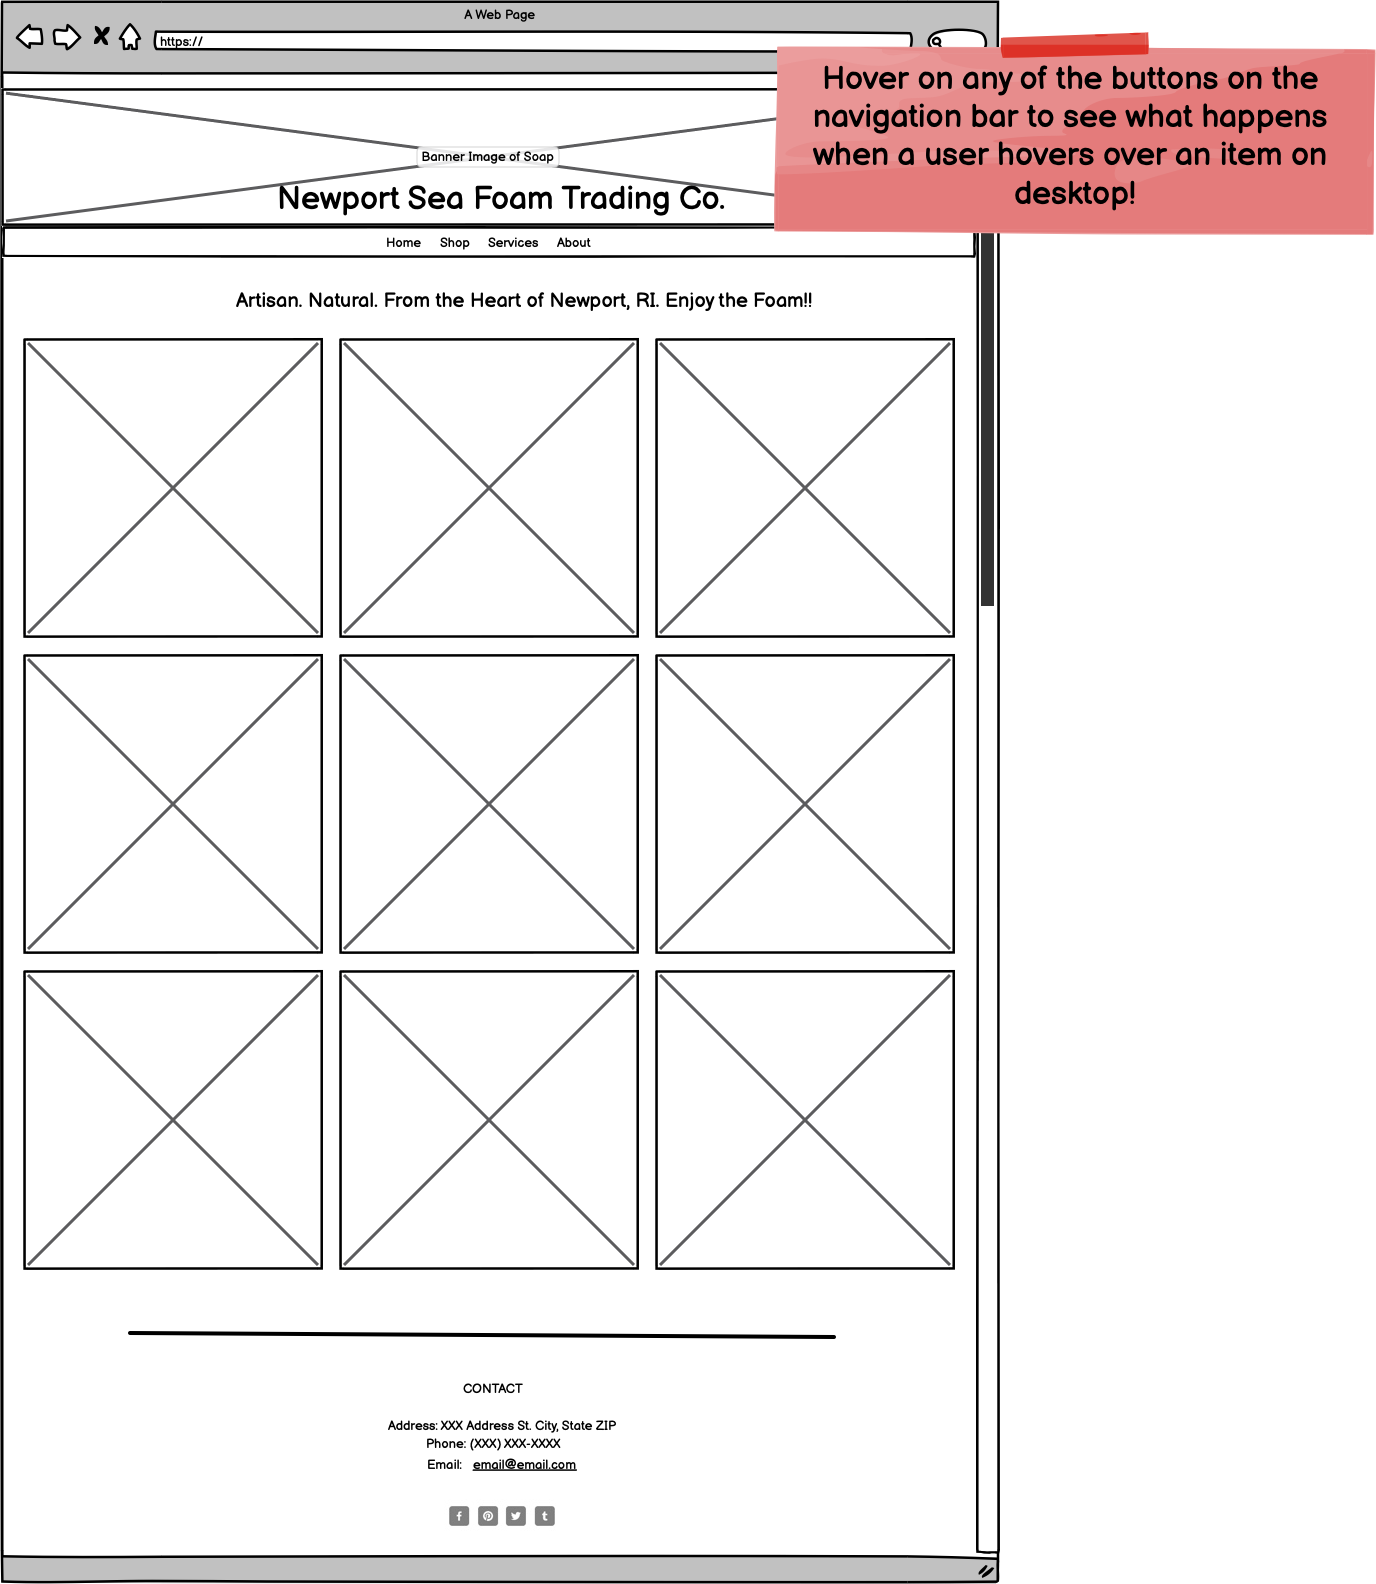 A Web Page
https://
Hover on any of the buttons on the
navigation bar to see what happens
when a user hovers over an item on
desktop!
Banner Image of Soap
Newport Sea Foam Trading Co.
Home Shop Services About
Artisan. Natural. From the Heart of Newport, RI. Enjoy the Foam!!
CONTACT
Address: XXX Address St. City, State ZIP
Phone: (XXX) XXX-XXXX
Email: email@email.com